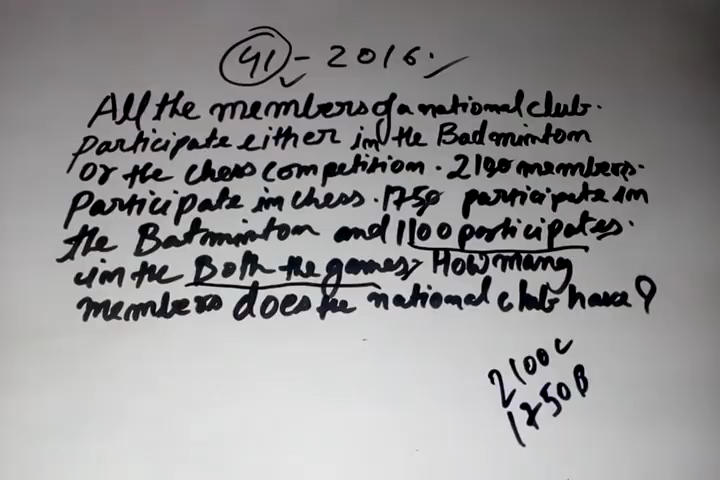 41 - 2016.
All the members of a national club.
Participate either in the Badminton
or the chess competition. 2100 members.
Participate in chess. 1750 participate in
the Batminton and 1100 participates.
in the Both the games, How many
members does the national club have?
2100 C
1750 B